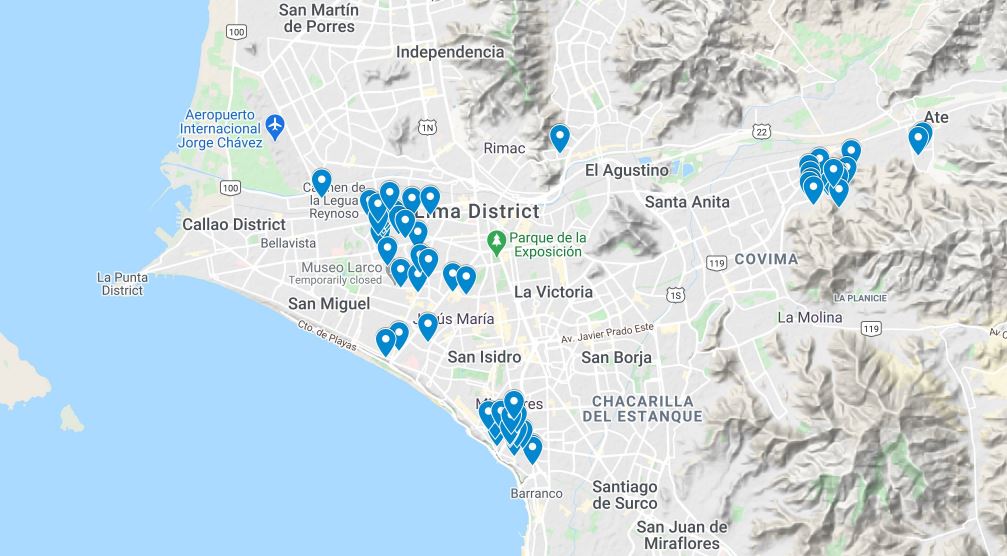 San Martín
de Porres
100
Independencia
Aeropuerto
Internacional
Jorge Chávez
1N
Rimac
22
Ate
El Agustino
100
Carmen de
la Legua
Reynoso
Santa Anita
Lima District
Callao District
Bellavista
Parque de la
Exposición
119
COVIMA
Museo Larco
Temporarily closed
La Punta
District
San Miguel
La Victoria
1S
LA PLANICIE
Jesús María
La Molina
119
Cto. de Playas
Av. Javier Prado Este
Av. C
San Isidro
San Borja
Miraflores
CHACARILLA
DEL ESTANQUE
Barranco
Santiago
de Surco
San Juan de
Miraflores